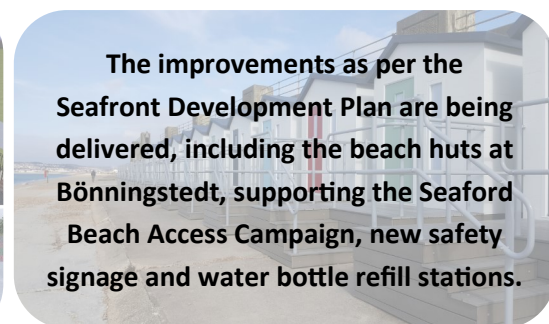 The improvements as per the
Seafront Development Plan are being
delivered, including the beach huts at
Bönningstedt, supporting the Seaford
Beach Access Campaign, new safety
signage and water bottle refill stations.